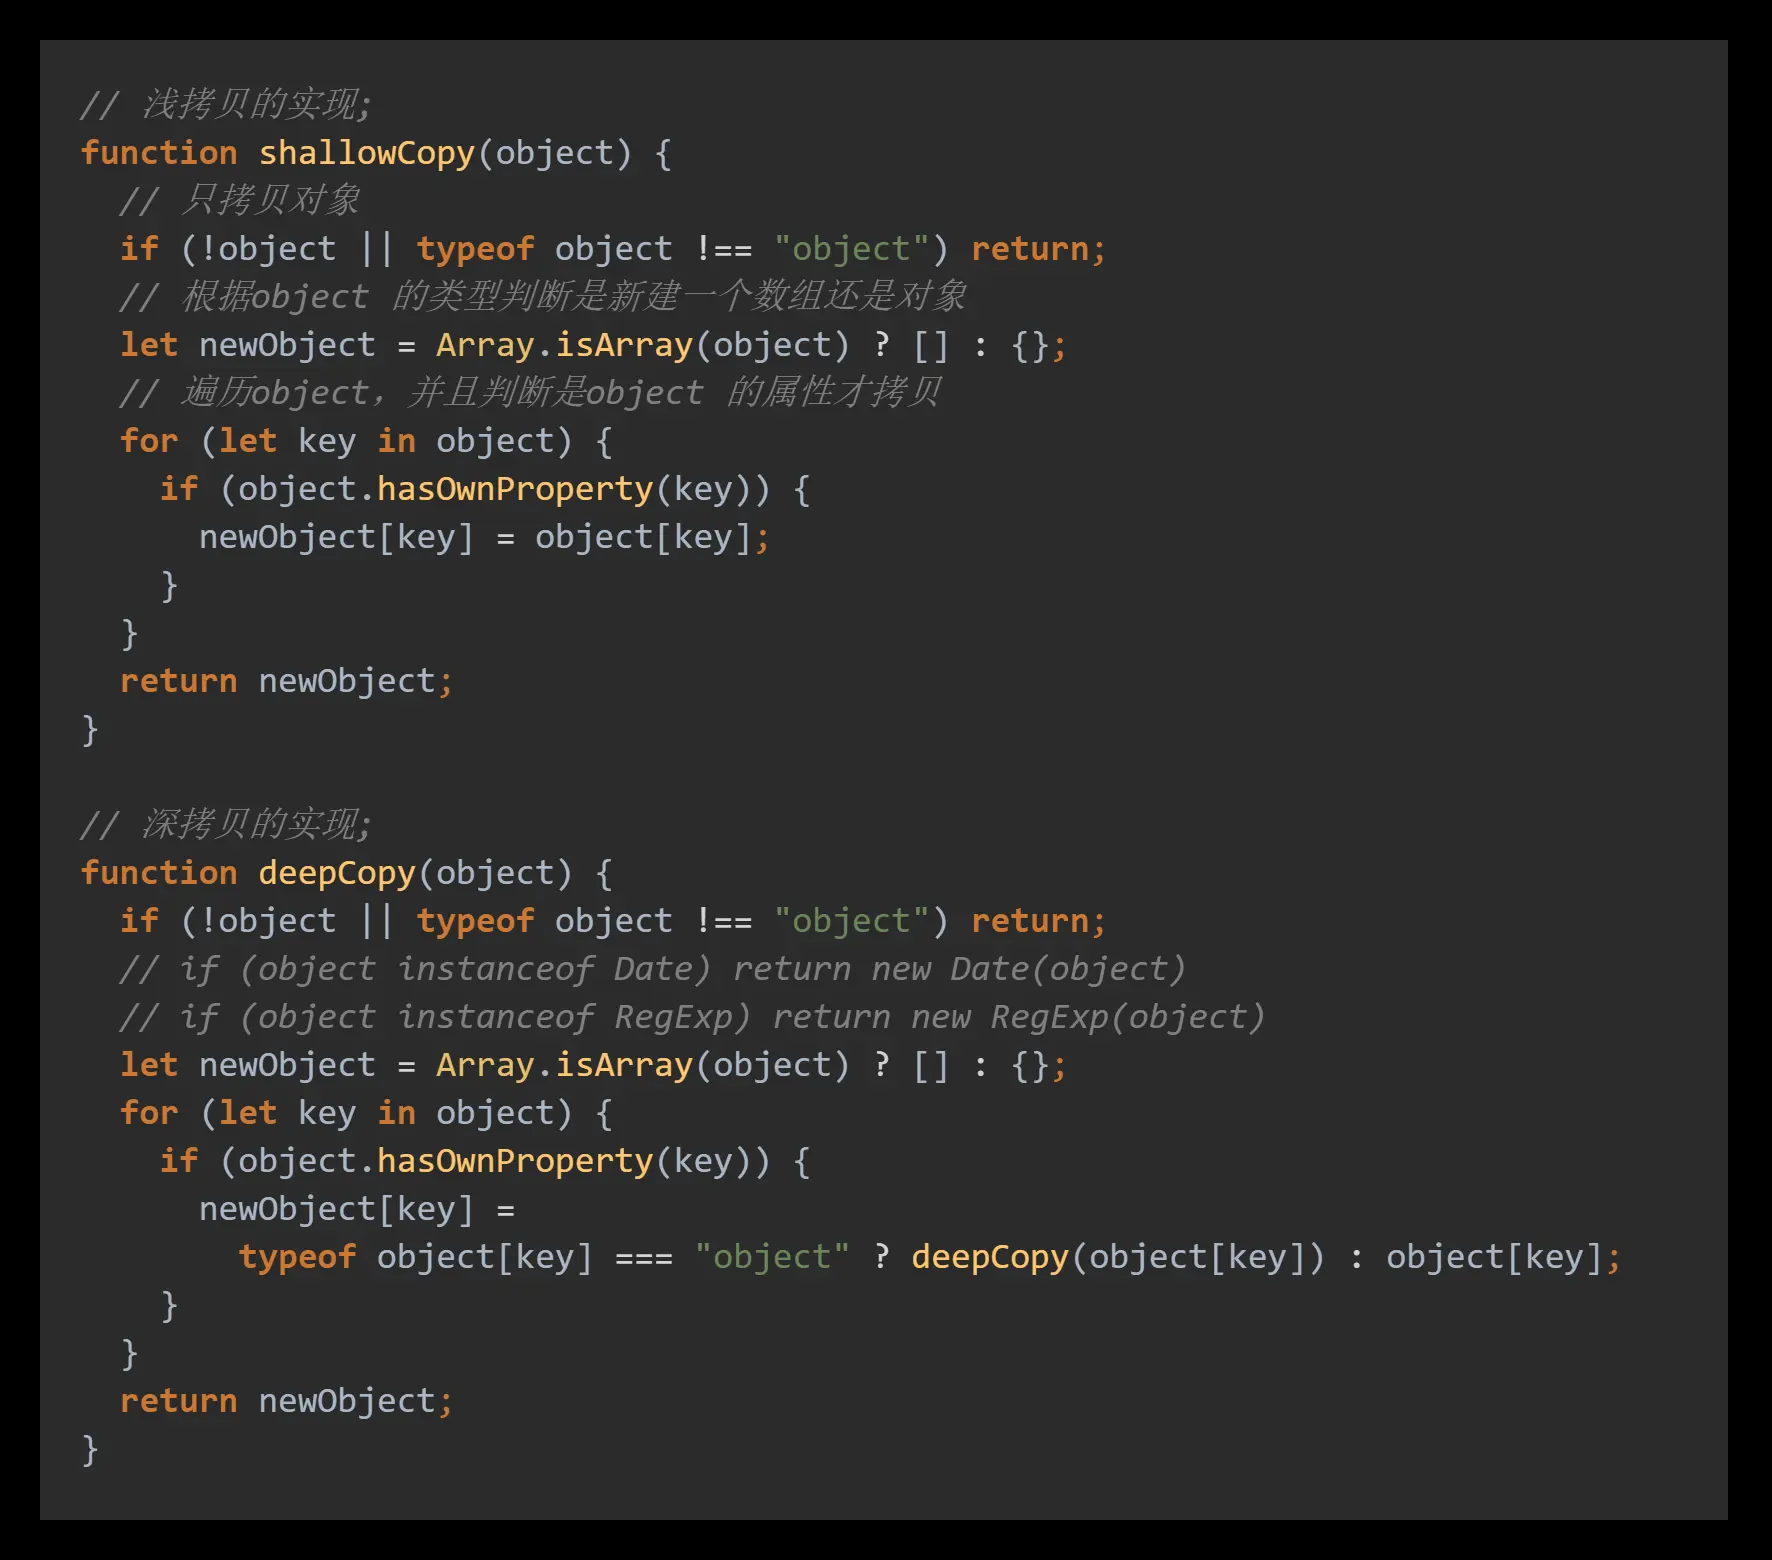 // 浅拷贝的实现;
function shallowCopy(object) {
  // 只拷贝对象
  if (!object || typeof object !== "object") return;
  // 根据object 的类型判断是新建一个数组还是对象
  let newObject = Array.isArray(object) ? [] : {};
  // 遍历object，并且判断是object 的属性才拷贝
  for (let key in object) {
    if (object.hasOwnProperty(key)) {
      newObject[key] = object[key];
    }
  }
  return newObject;
}

// 深拷贝的实现;
function deepCopy(object) {
  if (!object || typeof object !== "object") return;
  // if (object instanceof Date) return new Date(object)
  // if (object instanceof RegExp) return new RegExp(object)
  let newObject = Array.isArray(object) ? [] : {};
  for (let key in object) {
    if (object.hasOwnProperty(key)) {
      newObject[key] =
        typeof object[key] === "object" ? deepCopy(object[key]) : object[key];
    }
  }
  return newObject;
}